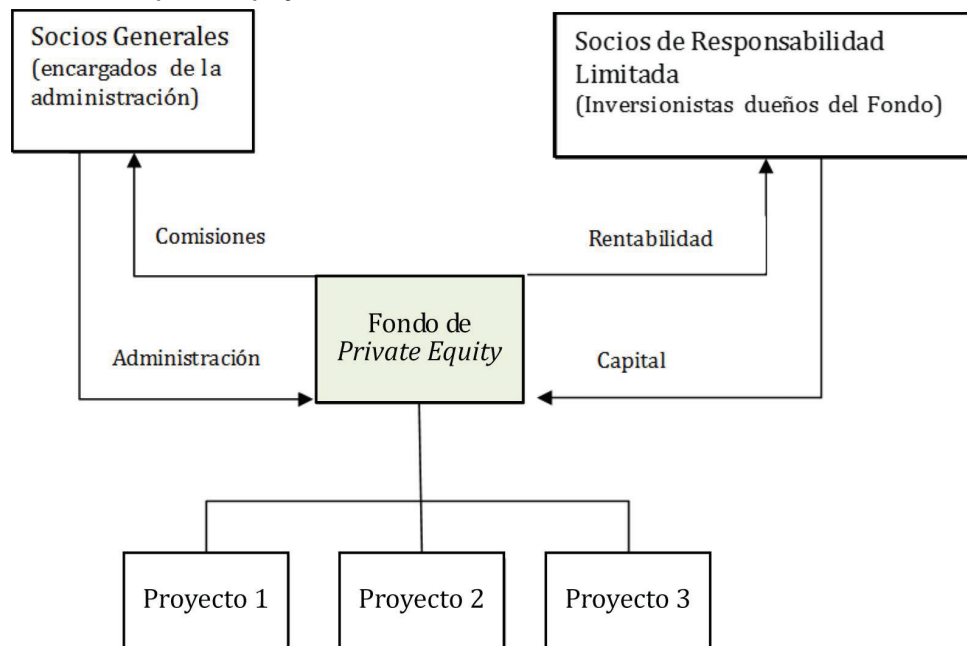 Socios Generales
(encargados de la
administración)
Socios de Responsabilidad
Limitada
(Inversionistas dueños del Fondo)
Comisiones
Rentabilidad
Fondo de
Private Equity
Administración
Capital
Proyecto 1
Proyecto 2
Proyecto 3